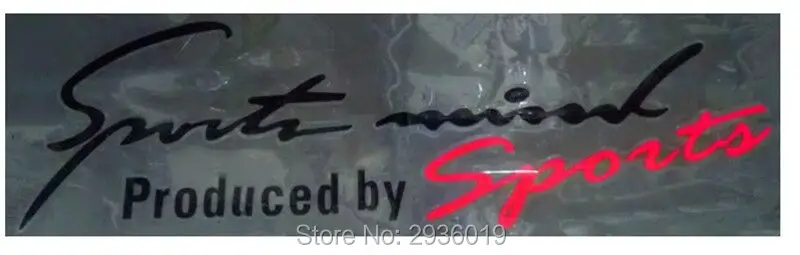 Sports mind
Produced by Sports
Store No: 2936019